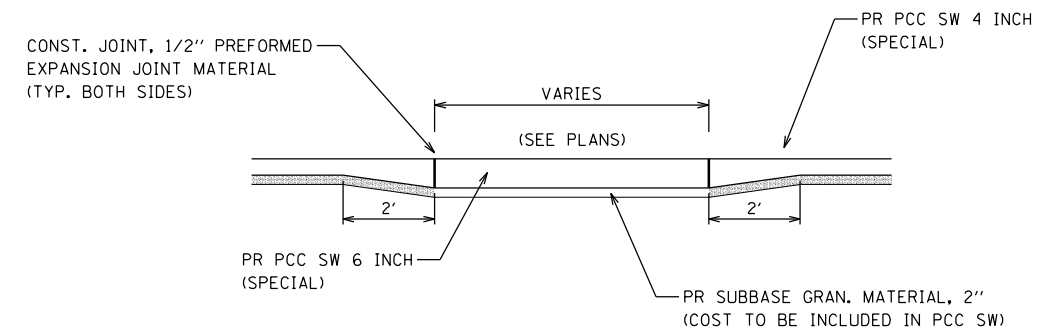 CONST. JOINT, 1/2" PREFORMED
EXPANSION JOINT MATERIAL
(TYP. BOTH SIDES)
PR PCC SW 4 INCH
(SPECIAL)
VARIES
(SEE PLANS)
2'
2'
PR PCC SW 6 INCH
(SPECIAL)
PR SUBBASE GRAN. MATERIAL, 2"
(COST TO BE INCLUDED IN PCC SW)